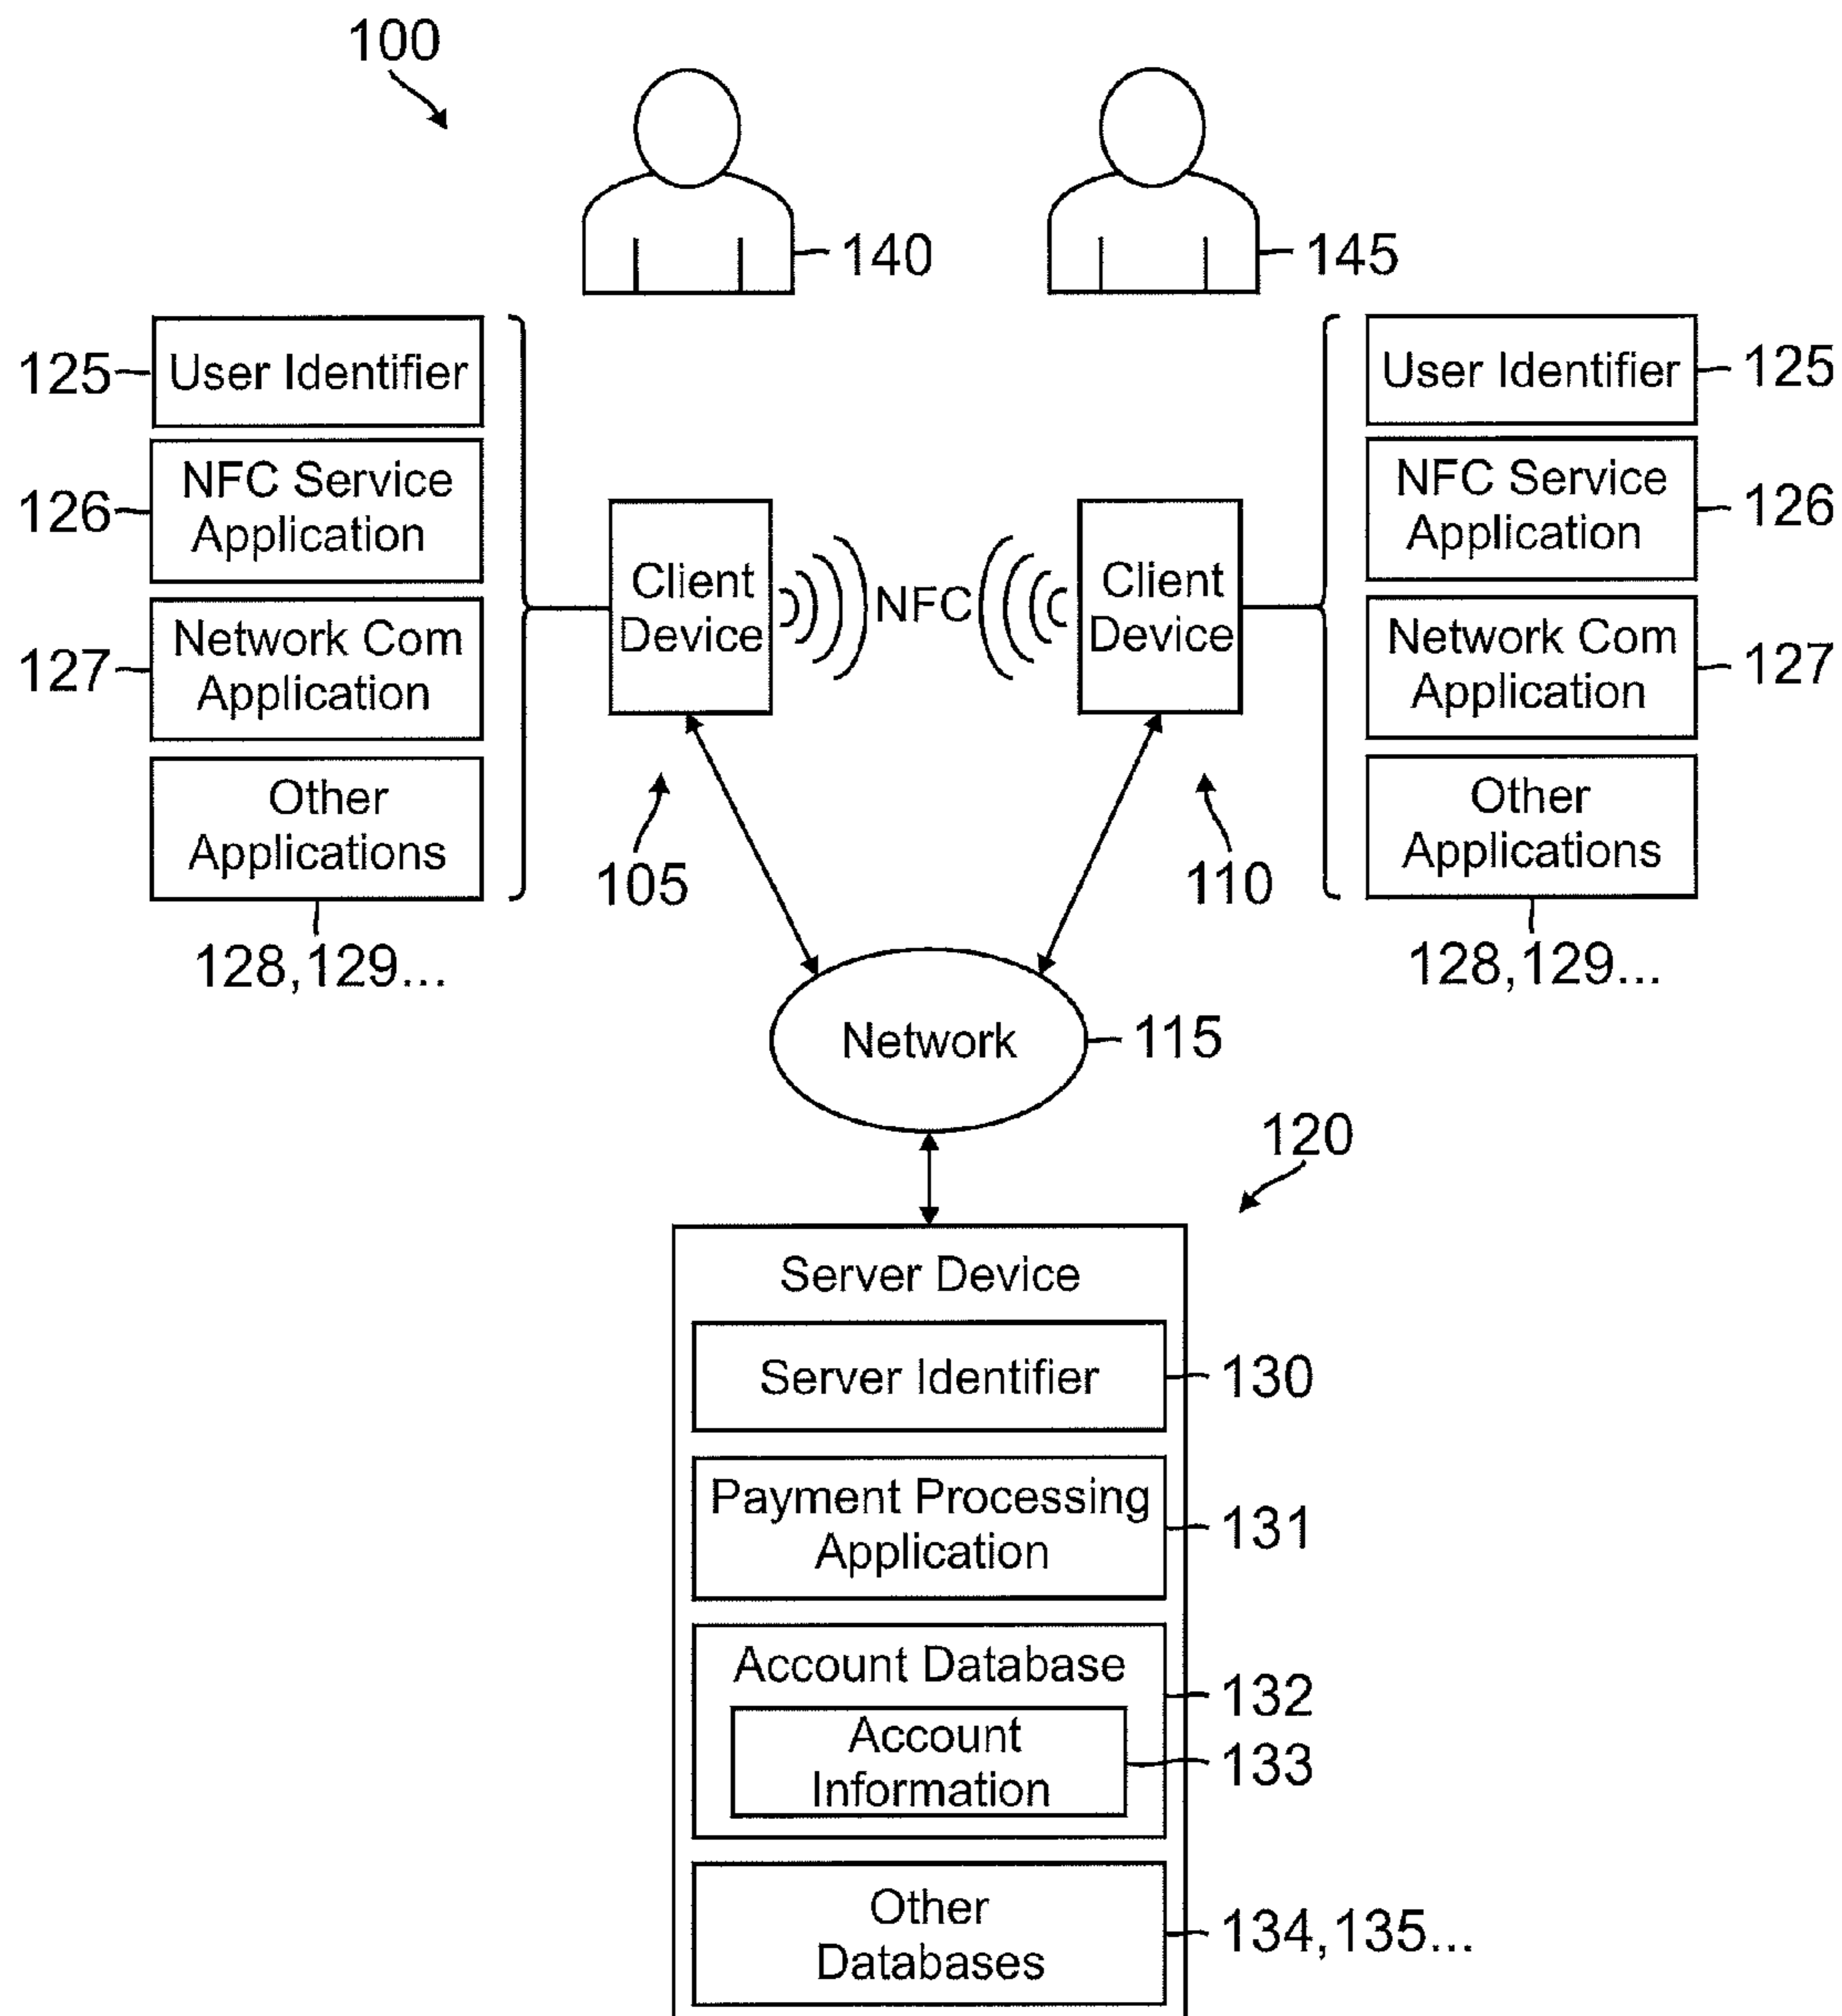 100
140
145
125
User Identifier
126
NFC Service
Application
127
Network Com
Application
Other
Applications
128,129...
Client
Device
NFC
Client
Device
105
110
User Identifier
125
NFC Service
Application
126
Network Com
Application
127
Other
Applications
128,129...
Network
115
120
Server Device
Server Identifier
130
Payment Processing
Application
131
Account Database
132
Account
Information
133
Other
Databases
134,135...